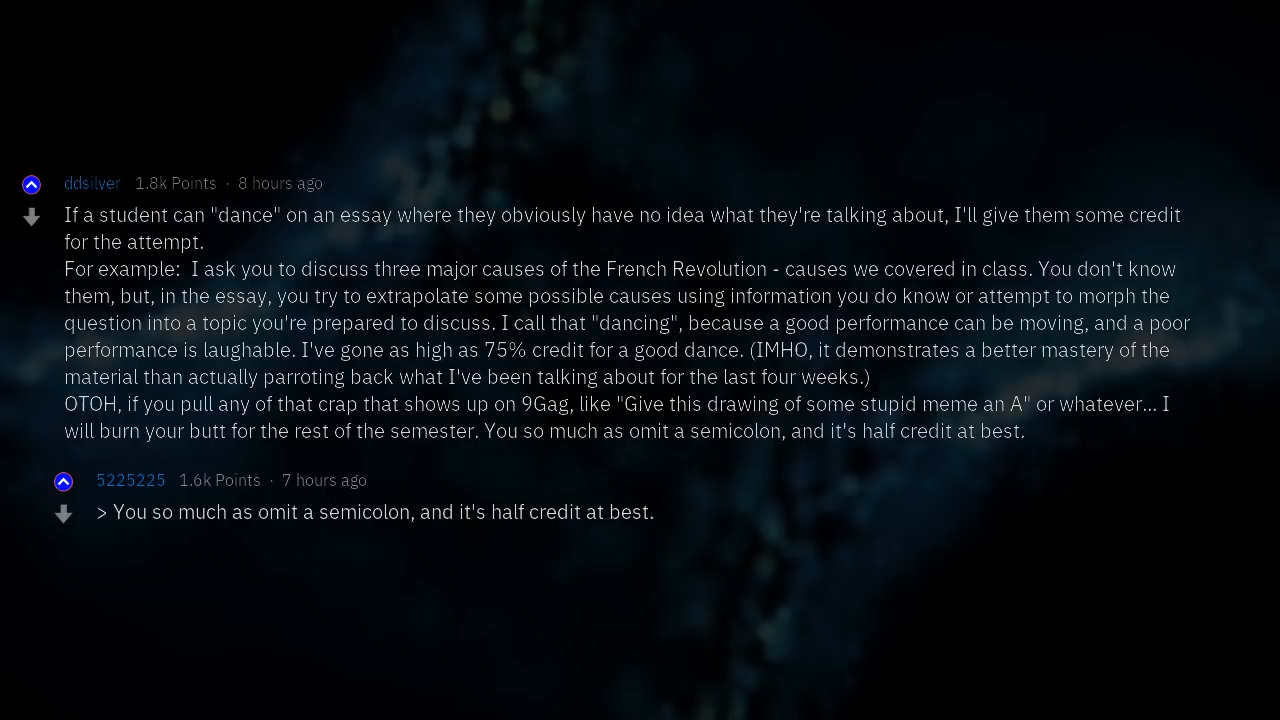 ddsilver 1.8k Points · 8 hours ago
If a student can "dance" on an essay where they obviously have no idea what they're talking about, I'll give them some credit
for the attempt.
For example:  I ask you to discuss three major causes of the French Revolution - causes we covered in class. You don't know
them, but, in the essay, you try to extrapolate some possible causes using information you do know or attempt to morph the
question into a topic you're prepared to discuss. I call that "dancing", because a good performance can be moving, and a poor
performance is laughable. I've gone as high as 75% credit for a good dance. (IMHO, it demonstrates a better mastery of the
material than actually parroting back what I've been talking about for the last four weeks.)
OTOH, if you pull any of that crap that shows up on 9Gag, like "Give this drawing of some stupid meme an A" or whatever... I
will burn your butt for the rest of the semester. You so much as omit a semicolon, and it's half credit at best.
5225225 1.6k Points · 7 hours ago
> You so much as omit a semicolon, and it's half credit at best.